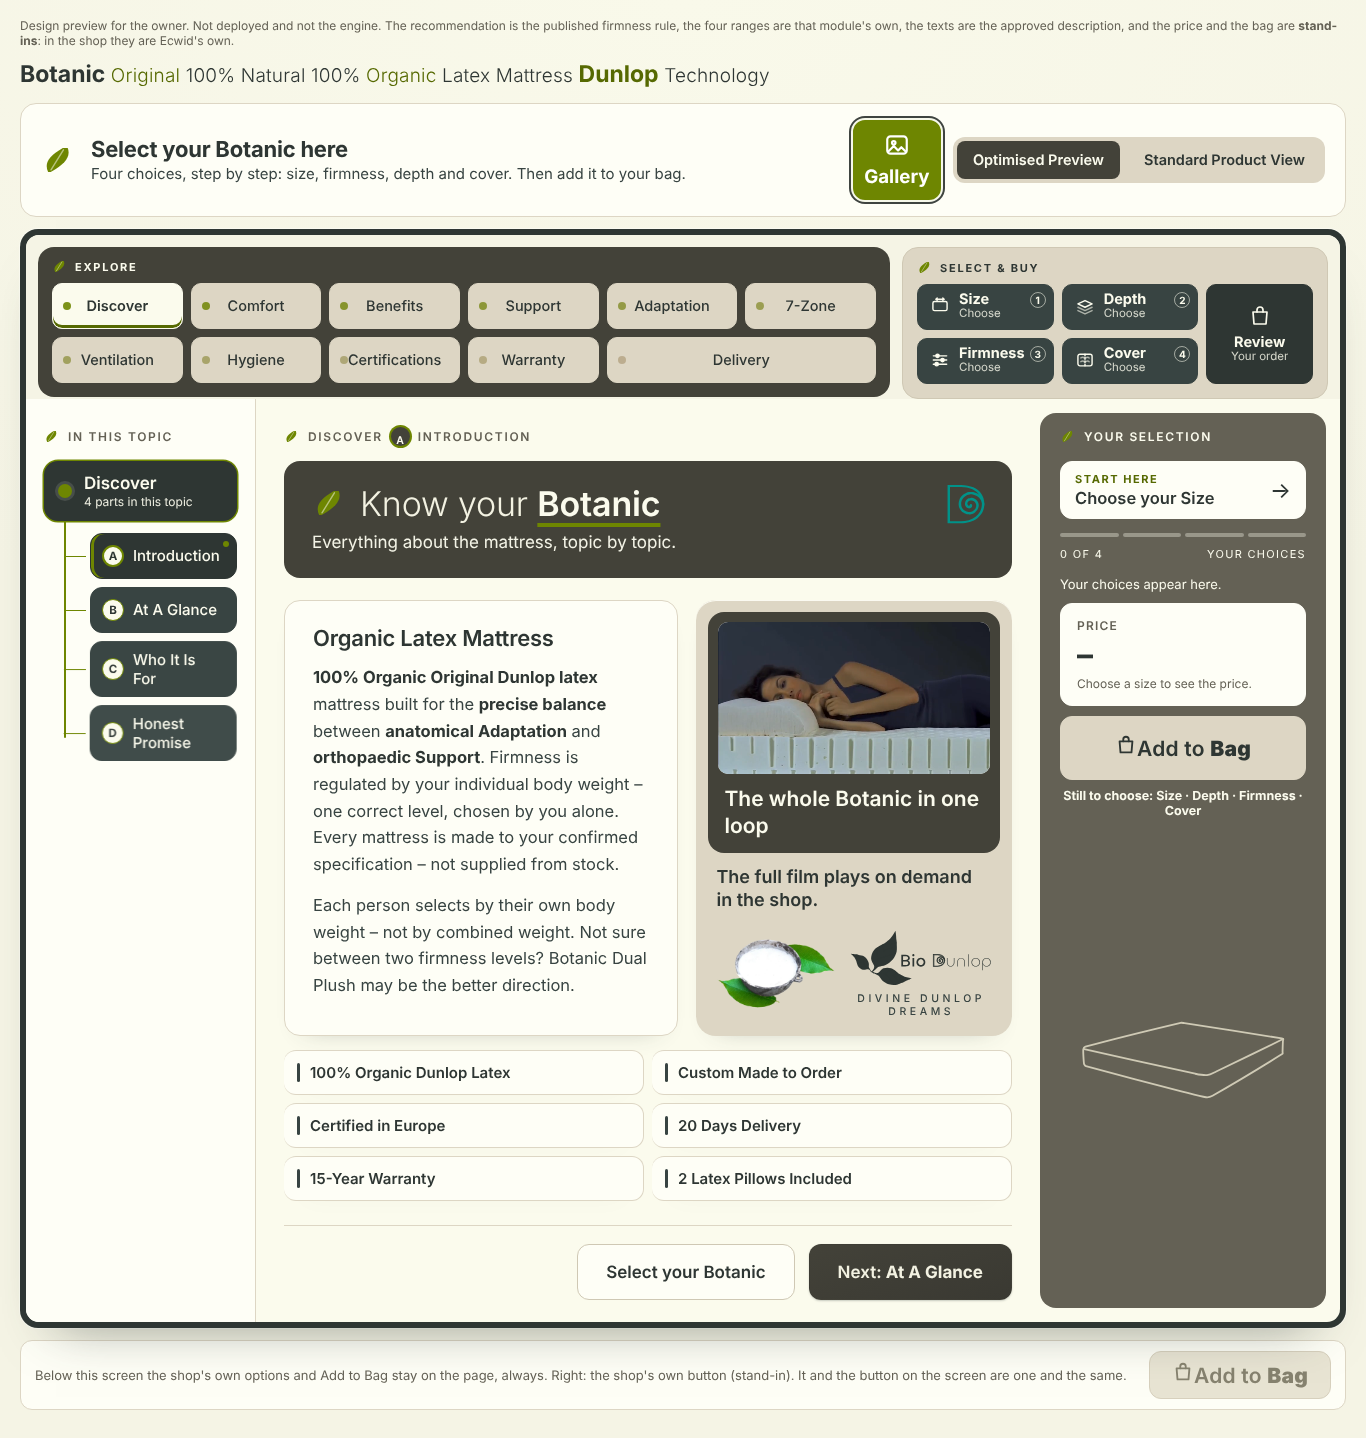 Design preview for the owner. Not deployed and not the engine. The recommendation is the published firmness rule, the four ranges are that module's own, the texts are the approved description, and the price and the bag are stand-
ins: in the shop they are Ecwid's own.
Botanic Original 100% Natural 100% Organic Latex Mattress Dunlop Technology
Select your Botanic here
Four choices, step by step: size, firmness, depth and cover. Then add it to your bag.
Gallery
Optimised Preview
Standard Product View
EXPLORE
Discover
Comfort
Benefits
Support
Adaptation
7-Zone
Ventilation
Hygiene
Certifications
Warranty
Delivery
SELECT & BUY
Size 1
Choose
Depth 2
Choose
Firmness 3
Choose
Cover 4
Choose
Review
Your order
IN THIS TOPIC
Discover
4 parts in this topic
A Introduction
B At A Glance
C Who It Is
For
D Honest
Promise
DISCOVER A INTRODUCTION
Know your Botanic
Everything about the mattress, topic by topic.
Organic Latex Mattress
100% Organic Original Dunlop latex
mattress built for the precise balance
between anatomical Adaptation and
orthopaedic Support. Firmness is
regulated by your individual body weight –
one correct level, chosen by you alone.
Every mattress is made to your confirmed
specification – not supplied from stock.
Each person selects by their own body
weight – not by combined weight. Not sure
between two firmness levels? Botanic Dual
Plush may be the better direction.
The whole Botanic in one
loop
The full film plays on demand
in the shop.
Bio Dunlop
DIVINE DUNLOP
DREAMS
100% Organic Dunlop Latex
Custom Made to Order
Certified in Europe
20 Days Delivery
15-Year Warranty
2 Latex Pillows Included
Select your Botanic
Next: At A Glance
YOUR SELECTION
START HERE
Choose your Size
0 OF 4
YOUR CHOICES
Your choices appear here.
PRICE
–
Choose a size to see the price.
Add to Bag
Still to choose: Size · Depth · Firmness ·
Cover
Below this screen the shop's own options and Add to Bag stay on the page, always. Right: the shop's own button (stand-in). It and the button on the screen are one and the same.
Add to Bag